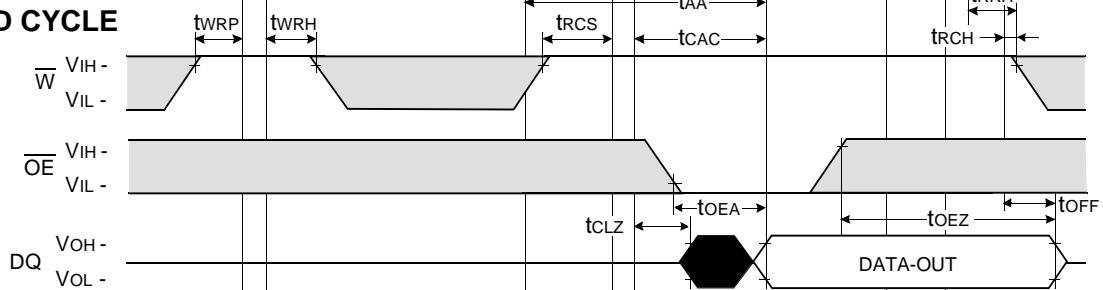 D CYCLE
tAA
tWRP
tWRH
tRCS
tCAC
tRCH
W
VIH -
VIL -
OE
VIH -
VIL -
tOEA
tOEZ
tOFF
tCLZ
DQ
VOH -
VOL -
DATA-OUT